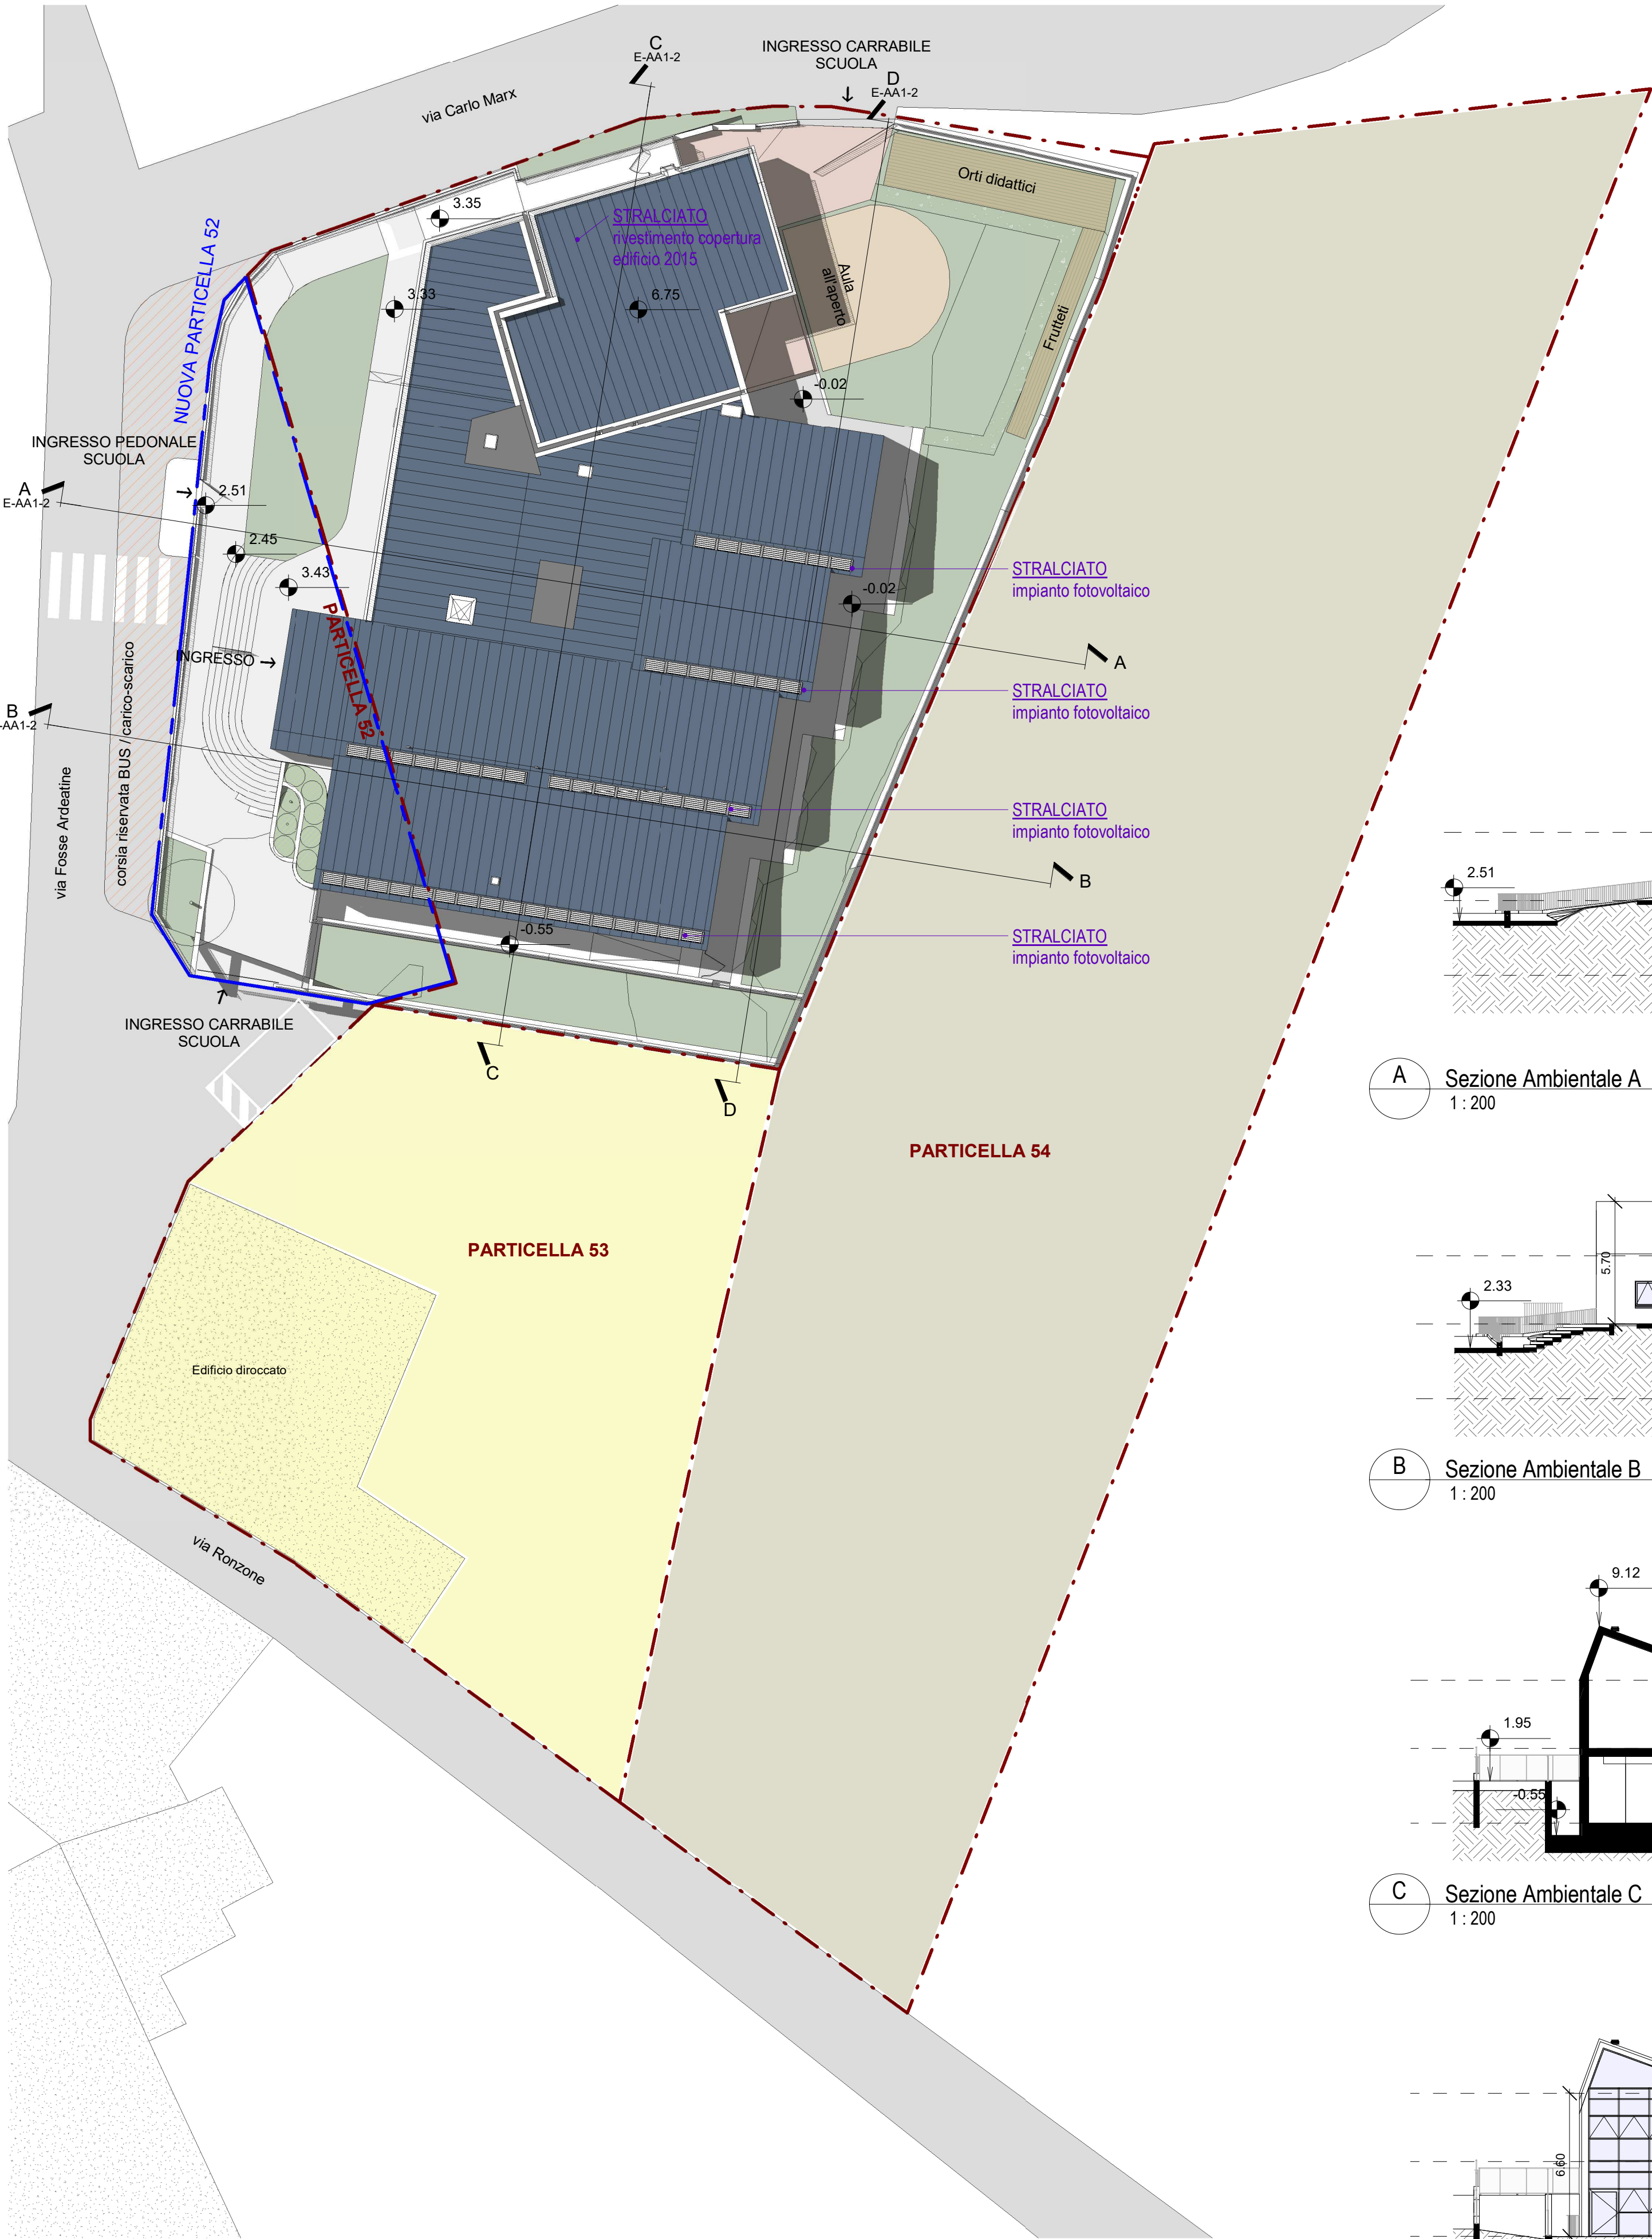 C
E-AA1-2
INGRESSO CARRABILE
SCUOLA
D
E-AA1-2
via Carlo Marx
Orti didattici
3.35
STRALCIATO
rivestimento copertura
edificio 2015
NUOVA PARTICELLA 52
3.33
6.75
Aula
all'aperto
Frutteti
-0.02
INGRESSO PEDONALE
SCUOLA
A
E-AA1-2
2.51
2.45
3.43
STRALCIATO
impianto fotovoltaico
-0.02
PARTICELLA 52
INGRESSO
A
STRALCIATO
impianto fotovoltaico
B
-AA1-2
corsia riservata BUS / carico-scarico
via Fosse Ardeatine
STRALCIATO
impianto fotovoltaico
B
2.51
-0.55
STRALCIATO
impianto fotovoltaico
INGRESSO CARRABILE
SCUOLA
C
D
A
Sezione Ambientale A
1 : 200
PARTICELLA 54
PARTICELLA 53
5.70
2.33
Edificio diroccato
B
Sezione Ambientale B
1 : 200
via Ronzone
9.12
1.95
-0.55
C
Sezione Ambientale C
1 : 200
6.60